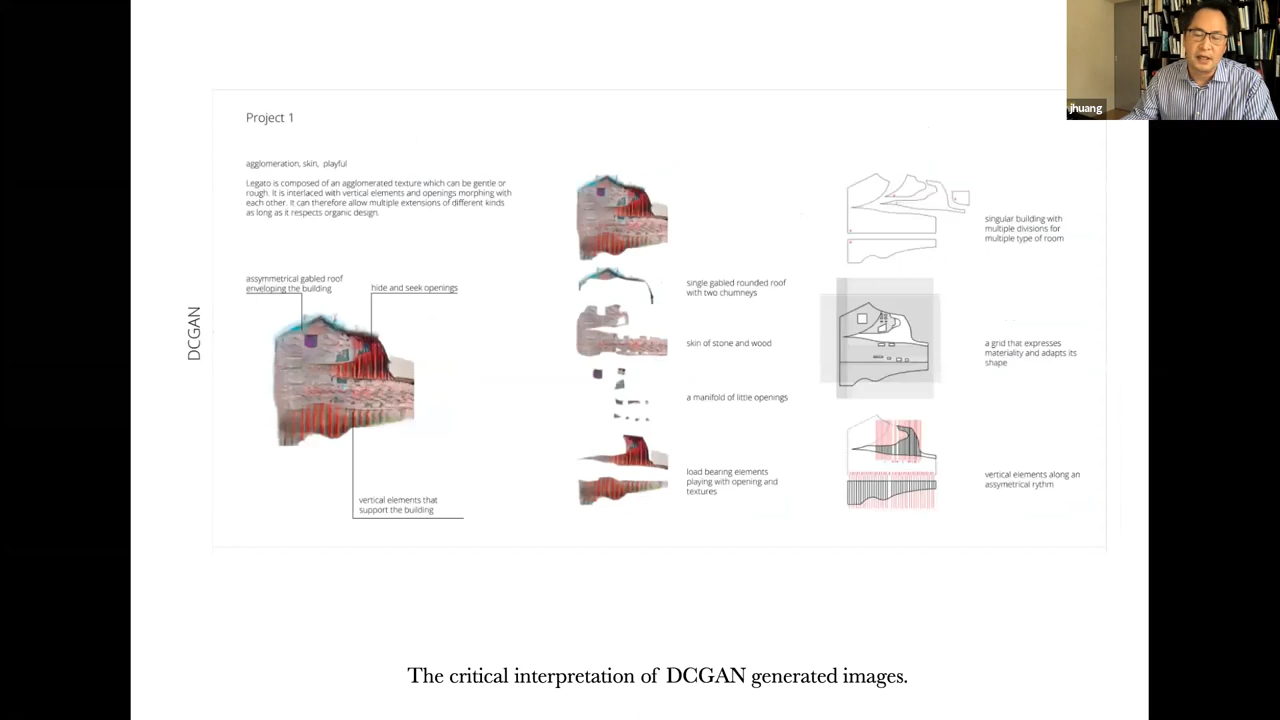 jhuang
Project 1
agglomeration, skin, playful
Legato is composed of an agglomerated texture which can be gentle or
rough. It is interlaced with vertical elements and openings morphing with
each other. It can therefore allow multiple extensions of different kinds
as long as it respects organic design.
assymmetrical gabled roof
enveloping the building
hide and seek openings
DCGAN
vertical elements that
support the building
single gabled rounded roof
with two chumneys
skin of stone and wood
a manifold of little openings
load bearing elements
playing with opening and
textures
singular building with
multiple divisions for
multiple type of room
a grid that expresses
materiality and adapts its
shape
vertical elements along an
assymetrical rythm
The critical interpretation of DCGAN generated images.